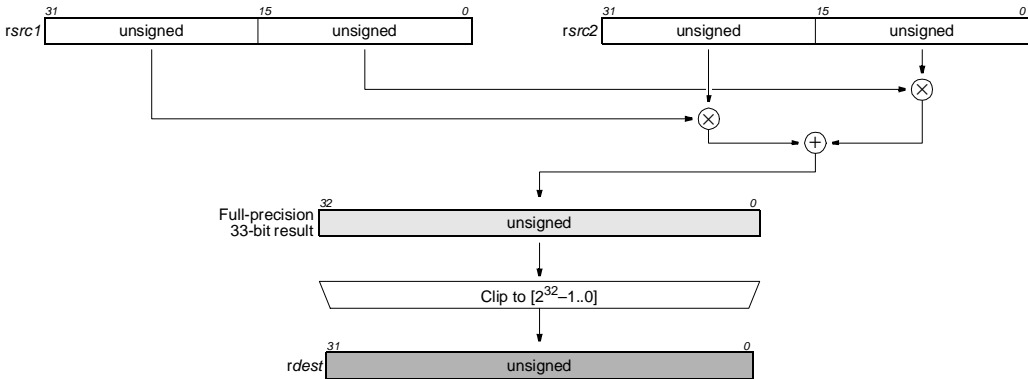 31 15 0 31 15 0
rsrc1 unsigned unsigned rsrc2 unsigned unsigned
× 
×
+
32 0
Full-precision
33-bit result
unsigned
Clip to [2³²–1..0]
31 0
rdest unsigned